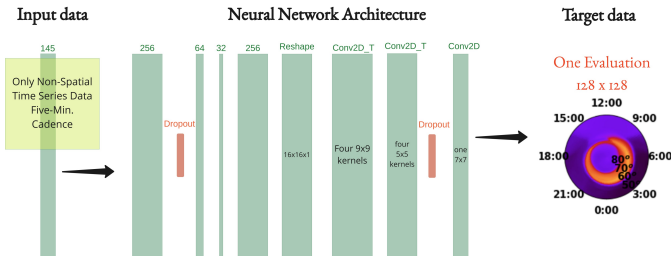 Input data
Neural Network Architecture
Target data
145
256
64
32
256
Reshape
Conv2D_T
Conv2D_T
Conv2D
Only Non-Spatial
Time Series Data
Five-Min.
Cadence
Dropout
16x16x1
Four 9x9
kernels
four
5x5
kernels
Dropout
one
7x7
One Evaluation
128 x 128
12:00
15:00
9:00
18:00
6:00
21:00
3:00
0:00
80°
70°
60°
50°